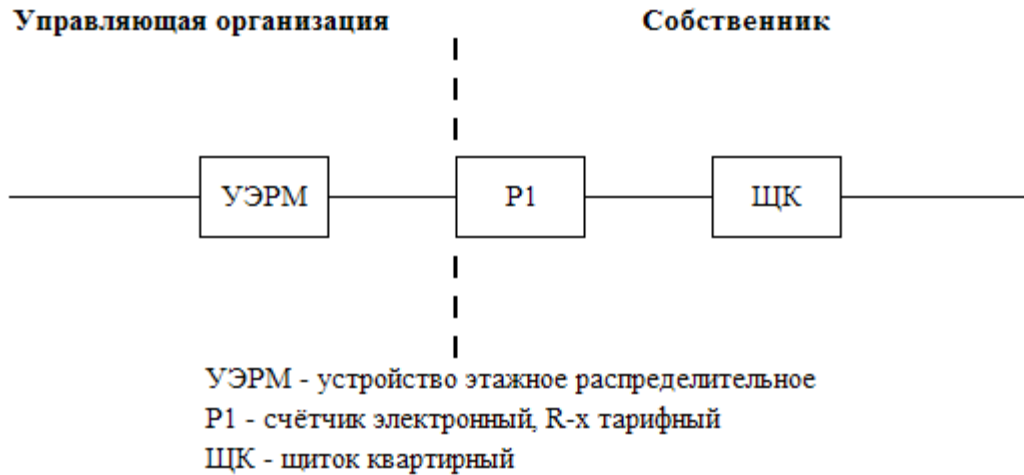 Управляющая организация
Собственник
УЭРМ
Р1
ЩК
УЭРМ - устройство этажное распределительное
Р1 - счётчик электронный, R-х тарифный
ЩК - щиток квартирный